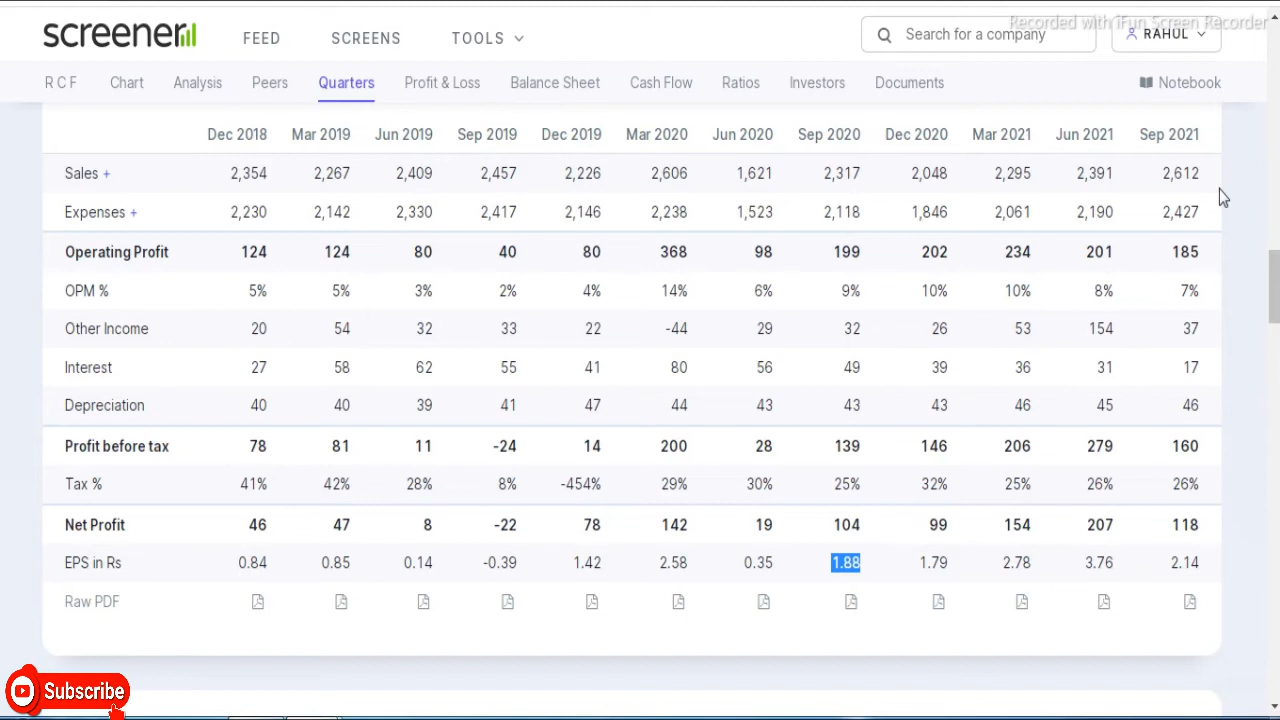 Recorded with iFun Screen Recorder
screener FEED SCREENS TOOLS Search for a company RAHUL
R C F Chart Analysis Peers Quarters Profit & Loss Balance Sheet Cash Flow Ratios Investors Documents Notebook
Dec 2018 Mar 2019 Jun 2019 Sep 2019 Dec 2019 Mar 2020 Jun 2020 Sep 2020 Dec 2020 Mar 2021 Jun 2021 Sep 2021
Sales + 2,354 2,267 2,409 2,457 2,226 2,606 1,621 2,317 2,048 2,295 2,391 2,612
Expenses + 2,230 2,142 2,330 2,417 2,146 2,238 1,523 2,118 1,846 2,061 2,190 2,427
Operating Profit 124 124 80 40 80 368 98 199 202 234 201 185
OPM % 5% 5% 3% 2% 4% 14% 6% 9% 10% 10% 8% 7%
Other Income 20 54 32 33 22 -44 29 32 26 53 154 37
Interest 27 58 62 55 41 80 56 49 39 36 31 17
Depreciation 40 40 39 41 47 44 43 43 43 46 45 46
Profit before tax 78 81 11 -24 14 200 28 139 146 206 279 160
Tax % 41% 42% 28% 8% -454% 29% 30% 25% 32% 25% 26% 26%
Net Profit 46 47 8 -22 78 142 19 104 99 154 207 118
EPS in Rs 0.84 0.85 0.14 -0.39 1.42 2.58 0.35 1.88 1.79 2.78 3.76 2.14
Raw PDF
Subscribe